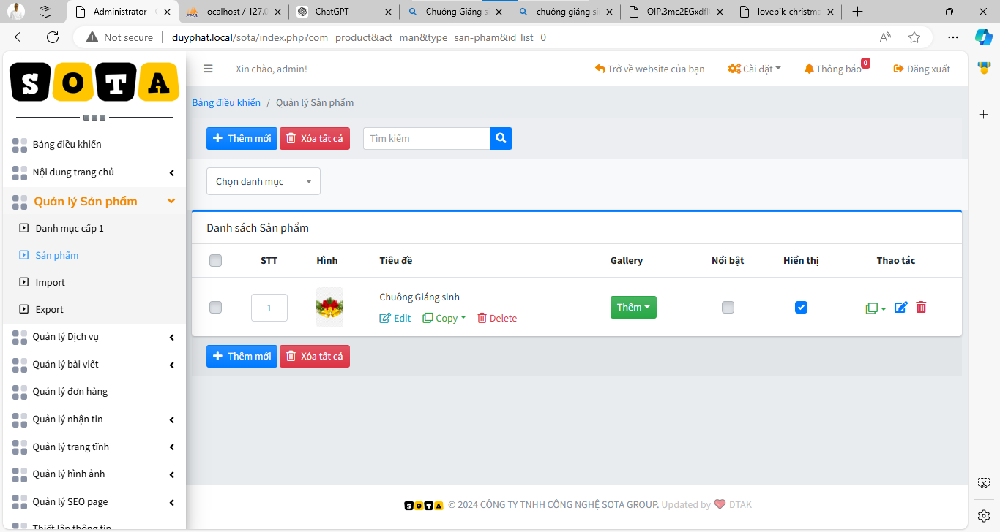 Administrator - C
localhost / 127.0
ChatGPT
Chuông Giáng s
chuông giáng si
OIP.3mc2EGxdfl
lovepik-christma
Not secure
duyphat.local/sota/index.php?com=product&act=man&type=san-pham&id_list=0
SOTA
Xin chào, admin!
Trở về website của bạn
Cài đặt
Thông báo
0
Đăng xuất
Bảng điều khiển / Quản lý Sản phẩm
Bảng điều khiển
Nội dung trang chủ
Quản lý Sản phẩm
Danh mục cấp 1
Sản phẩm
Import
Export
Quản lý Dịch vụ
Quản lý bài viết
Quản lý đơn hàng
Quản lý nhận tin
Quản lý trang tĩnh
Quản lý hình ảnh
Quản lý SEO page
Thiết lập thông tin
Thêm mới
Xóa tất cả
Tìm kiếm
Chọn danh mục
Danh sách Sản phẩm
STT Hình Tiêu đề Gallery Nổi bật Hiển thị Thao tác
1
Chuông Giáng sinh
Edit Copy Delete
Thêm
Thêm mới
Xóa tất cả
SOTA © 2024 CÔNG TY TNHH CÔNG NGHỆ SOTA GROUP. Updated by DTAK